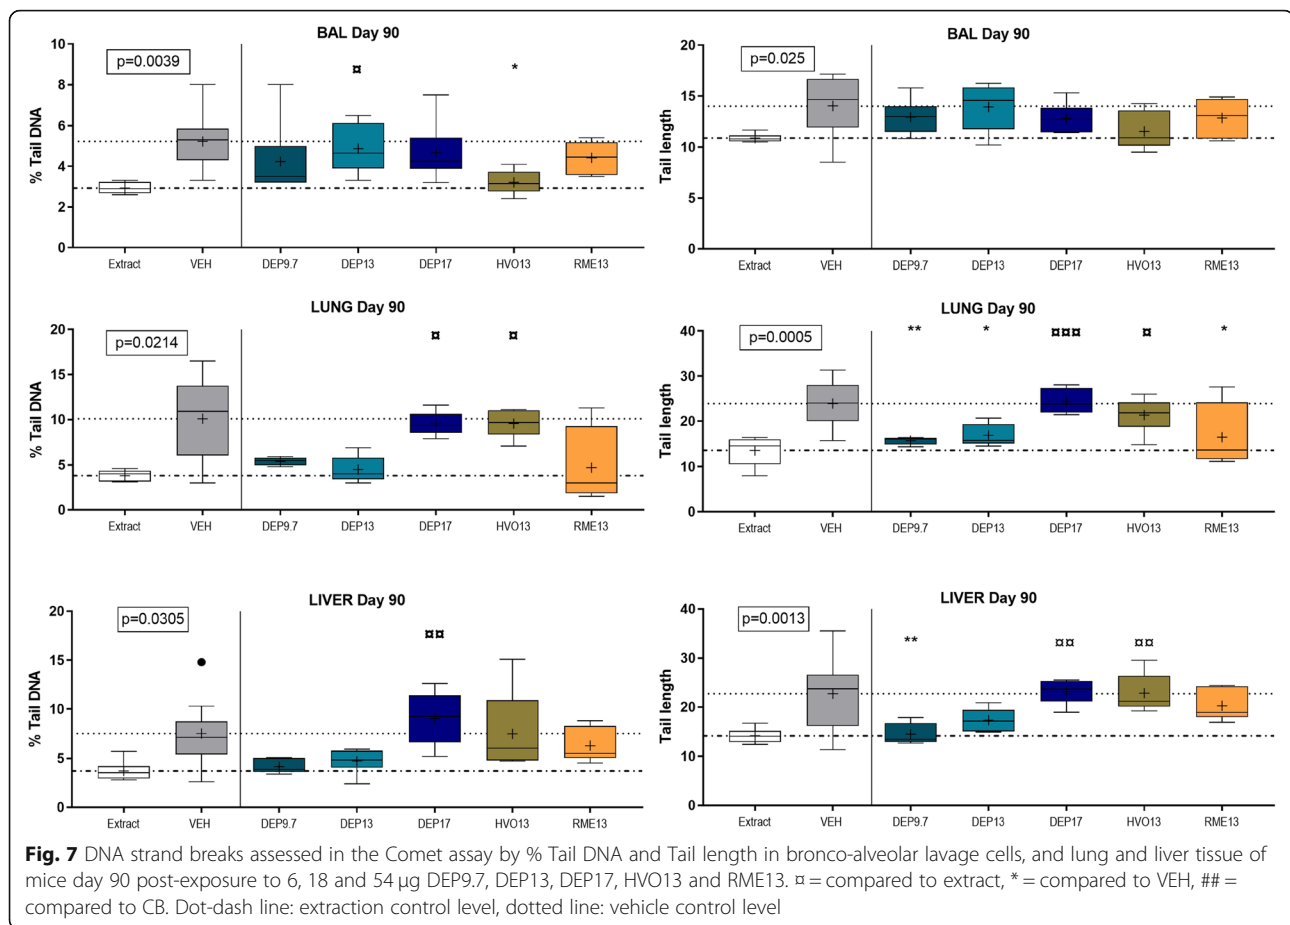 BAL Day 90
p=0.0039
¤
*
% Tail DNA
10
8
6
4
2
0
Extract VEH DEP9.7 DEP13 DEP17 HVO13 RME13
BAL Day 90
p=0.025
Tail length
20
15
10
5
0
Extract VEH DEP9.7 DEP13 DEP17 HVO13 RME13
LUNG Day 90
p=0.0214
¤ ¤
% Tail DNA
20
15
10
5
0
Extract VEH DEP9.7 DEP13 DEP17 HVO13 RME13
LUNG Day 90
p=0.0005
** * ¤¤¤ ¤ *
Tail length
40
30
20
10
0
Extract VEH DEP9.7 DEP13 DEP17 HVO13 RME13
LIVER Day 90
p=0.0305
¤¤
% Tail DNA
20
15
10
5
0
Extract VEH DEP9.7 DEP13 DEP17 HVO13 RME13
LIVER Day 90
p=0.0013
** ¤¤ ¤¤
Tail length
40
30
20
10
0
Extract VEH DEP9.7 DEP13 DEP17 HVO13 RME13
Fig. 7 DNA strand breaks assessed in the Comet assay by % Tail DNA and Tail length in bronco-alveolar lavage cells, and lung and liver tissue of
mice day 90 post-exposure to 6, 18 and 54 μg DEP9.7, DEP13, DEP17, HVO13 and RME13. ¤ = compared to extract, * = compared to VEH, ## =
compared to CB. Dot-dash line: extraction control level, dotted line: vehicle control level